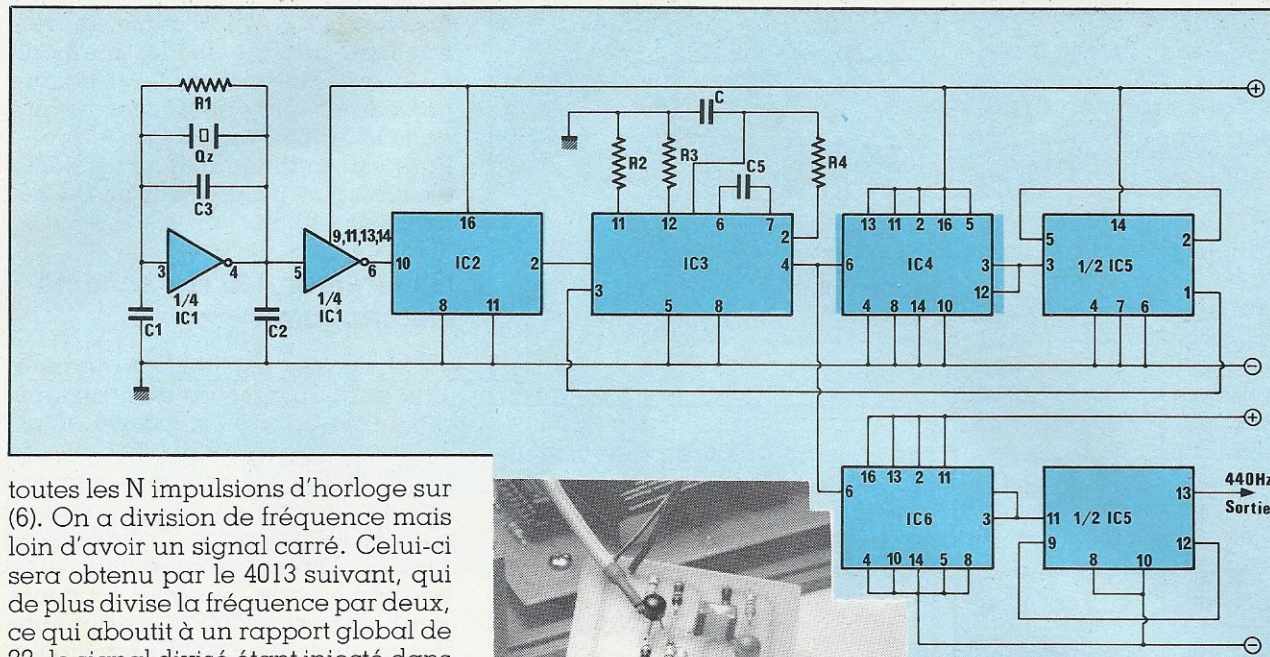 R1
Qz
C3
3
4
1/4
IC1
C1
C2
5
6
9,11,13,14
1/4
IC1
10
16
IC2
2
8
11
C
R2
R3
C5
R4
11
12
6
7
2
4
IC3
3
5
8
13
11
2
16
5
6
IC4
3
12
4
8
14
10
+
14
5
2
3
1/2 IC5
1
4
7
6
−
+
16
13
2
11
6
IC6
3
4
10
14
5
8
11
9
1/2 IC5
13
12
8
10
440Hz
Sortie
−
toutes les N impulsions d'horloge sur
(6). On a division de fréquence mais
loin d'avoir un signal carré. Celui-ci
sera obtenu par le 4013 suivant, qui
de plus divise la fréquence par deux,
ce qui aboutit à un rapport global de